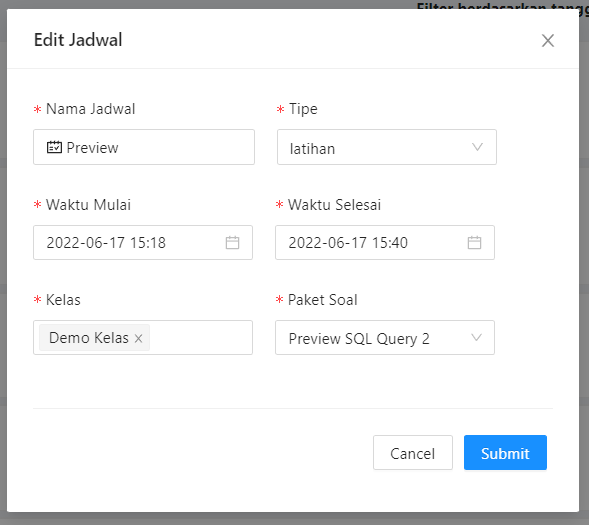 Filter berdasarkan tangg
Edit Jadwal
* Nama Jadwal
* Tipe
Preview
latihan
* Waktu Mulai
* Waktu Selesai
2022-06-17 15:18
2022-06-17 15:40
* Kelas
* Paket Soal
Demo Kelas
Preview SQL Query 2
Cancel
Submit